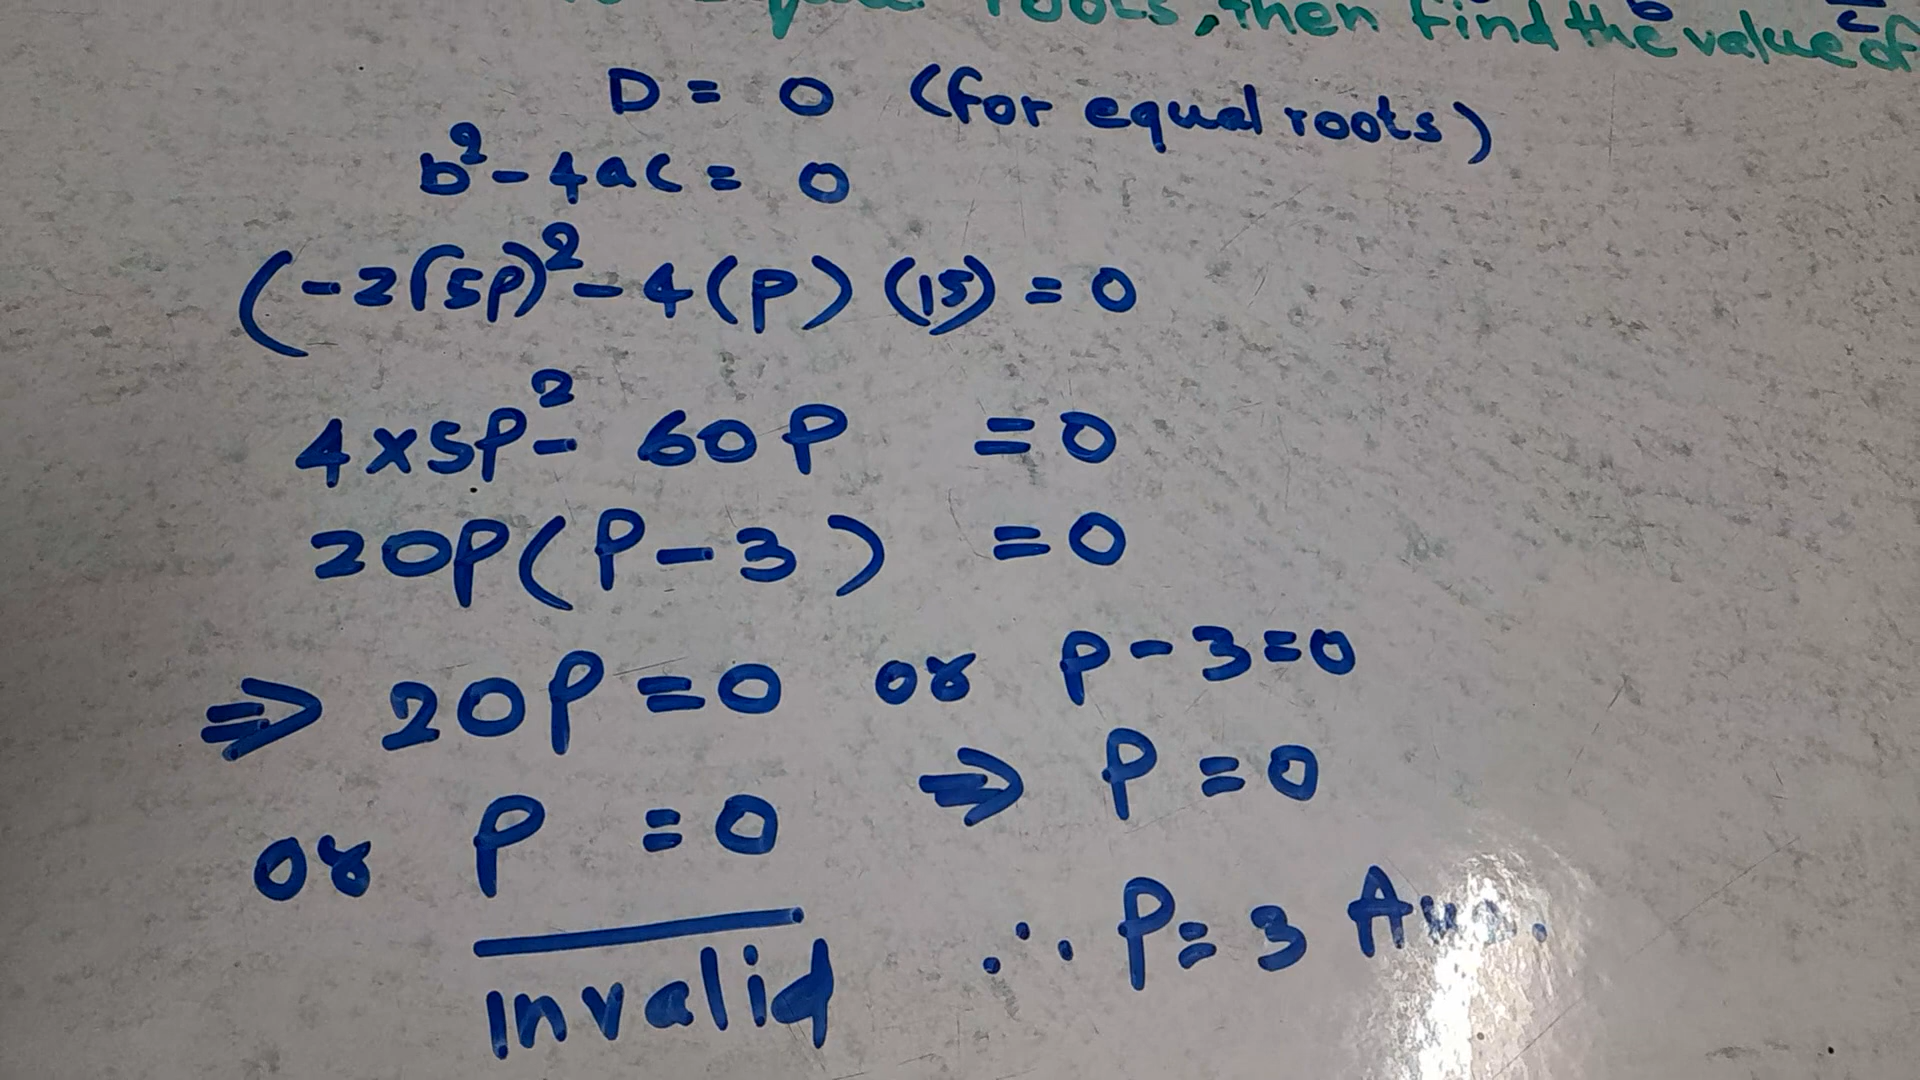 roots, then find the value of
b c
D = 0 (for equal roots)
b² - 4ac = 0
(-2√5P)² - 4(P) (15) = 0
4×5P² - 60P = 0
20P(P-3) = 0
⇒ 20P = 0 or P-3=0
or P = 0 ⇒ P = 0
invalid ∴ P = 3 Ans.